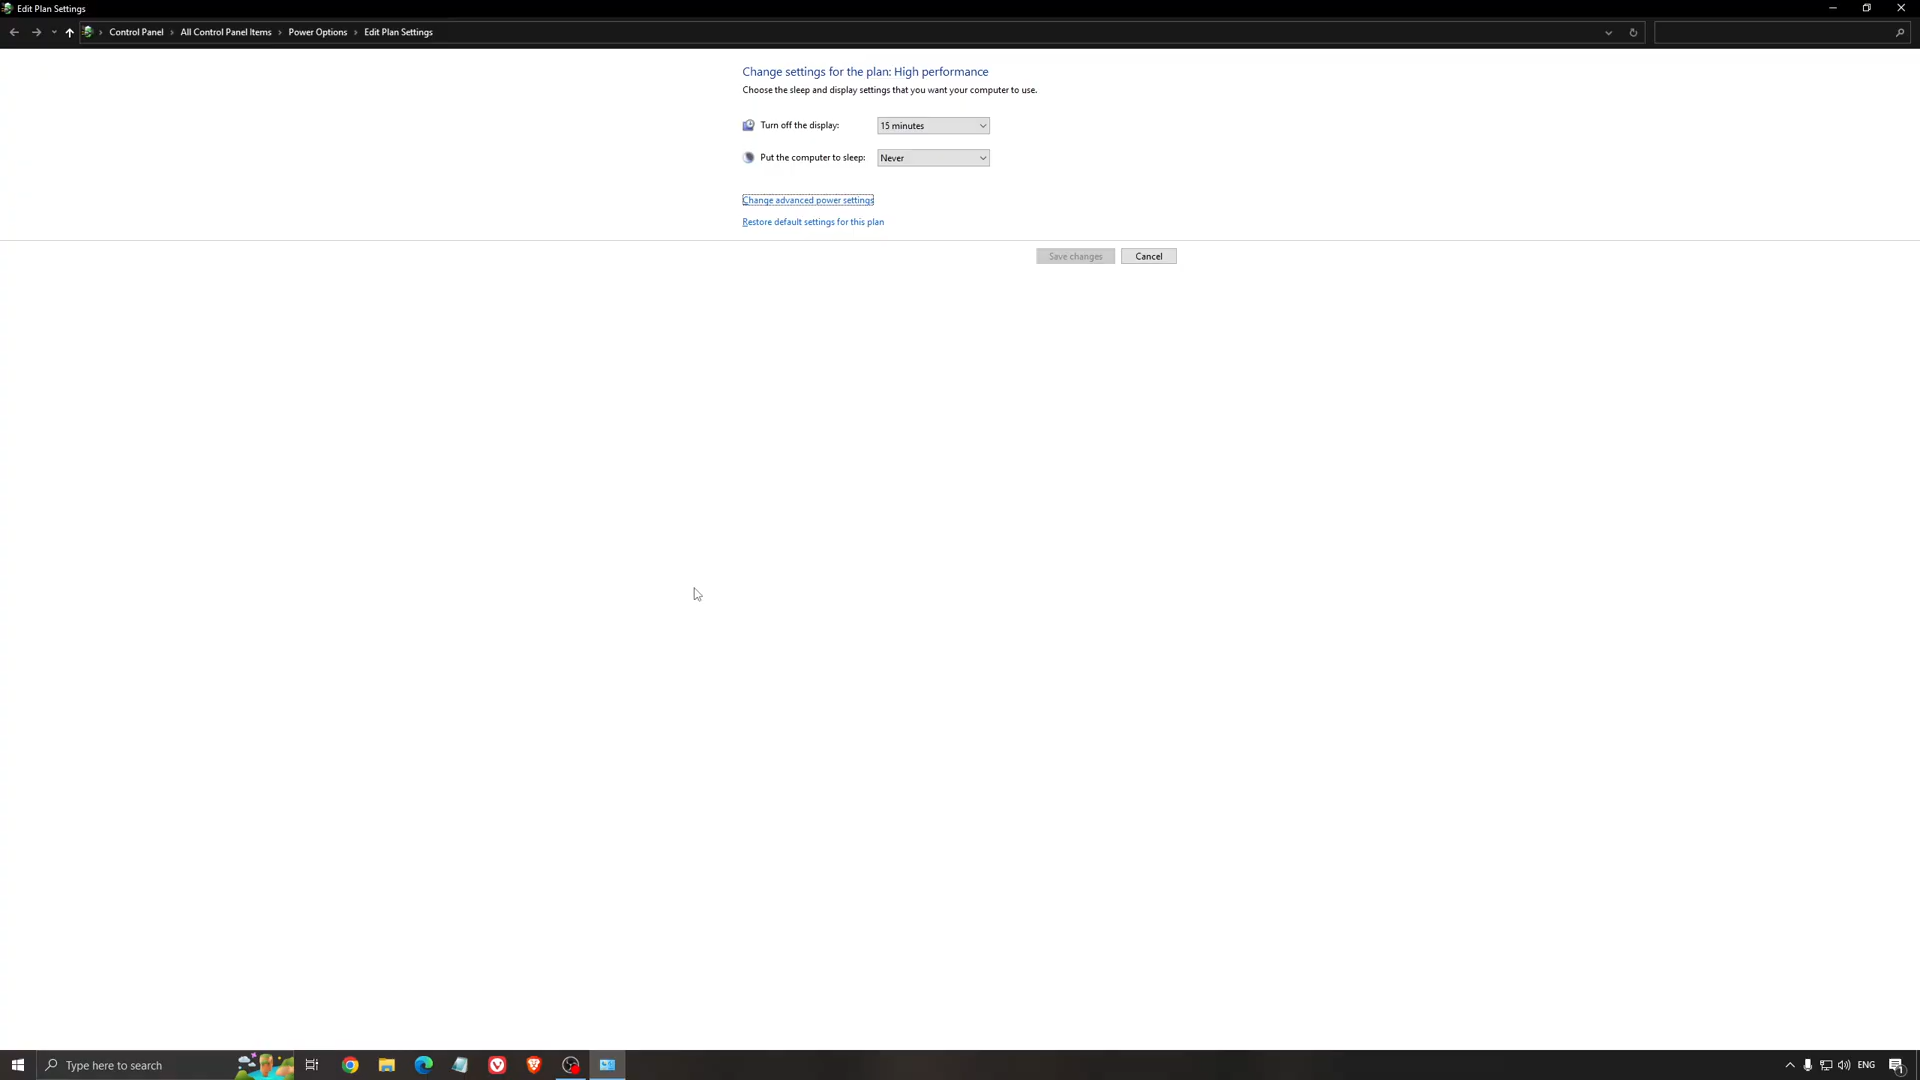 Edit Plan Settings
Control Panel > All Control Panel Items > Power Options > Edit Plan Settings
Change settings for the plan: High performance
Choose the sleep and display settings that you want your computer to use.
Turn off the display: 15 minutes
Put the computer to sleep: Never
Change advanced power settings
Restore default settings for this plan
Save changes Cancel
Type here to search ENG 1